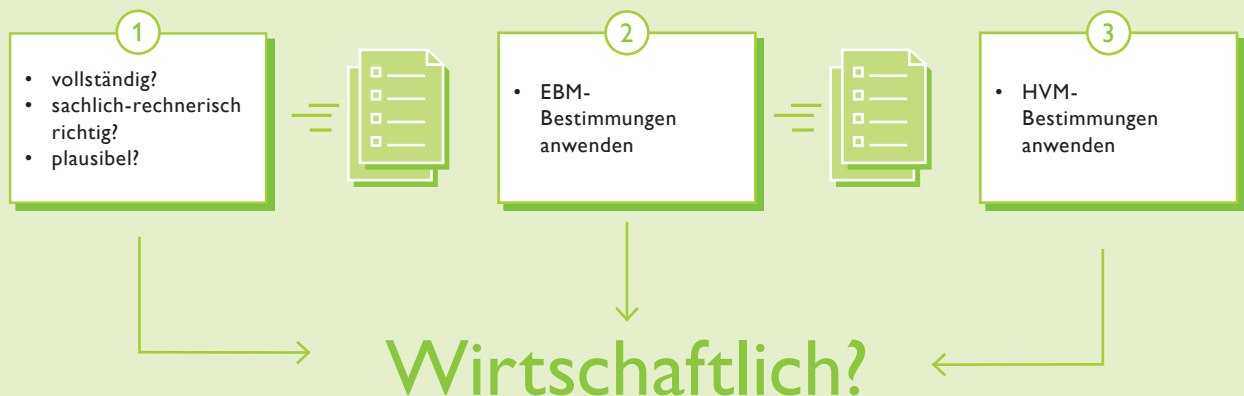 1
• vollständig?
• sachlich-rechnerisch
richtig?
• plausibel?
2
• EBM-
Bestimmungen
anwenden
3
• HVM-
Bestimmungen
anwenden
Wirtschaftlich?